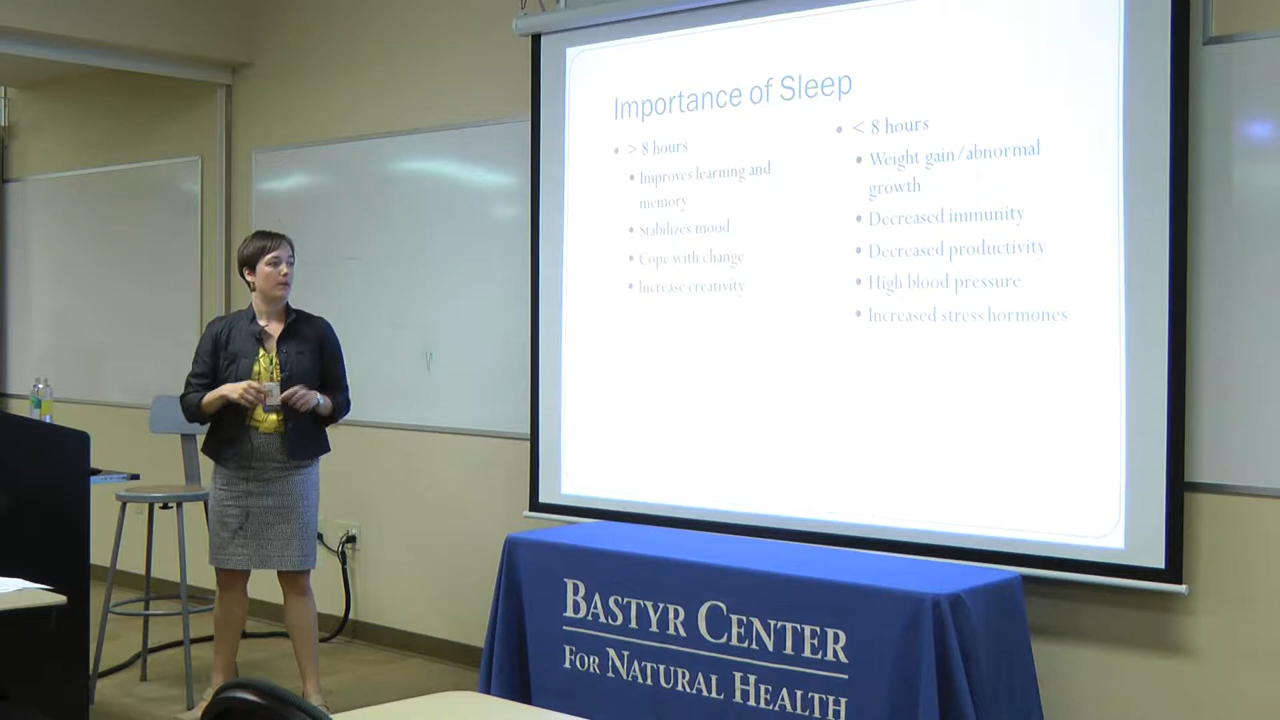 Importance of Sleep
• > 8 hours
• Improves learning and
memory
• Stabilizes mood
• Cope with change
• Increase creativity
• < 8 hours
• Weight gain/abnormal
growth
• Decreased immunity
• Decreased productivity
• High blood pressure
• Increased stress hormones
BASTYR CENTER
FOR NATURAL HEALTH